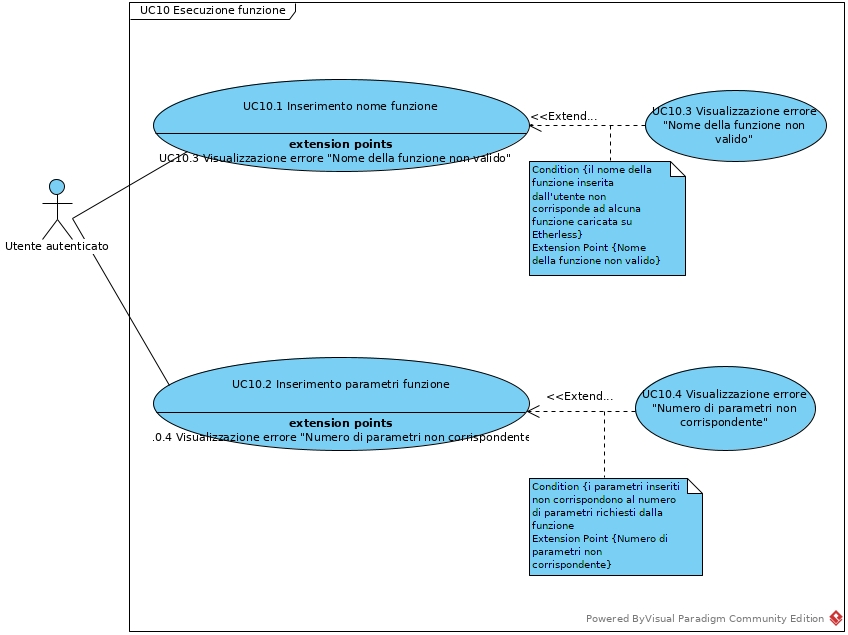 UC10 Esecuzione funzione
UC10.1 Inserimento nome funzione
extension points
UC10.3 Visualizzazione errore "Nome della funzione non valido"
<<Extend...
UC10.3 Visualizzazione errore
"Nome della funzione non
valido"
Condition {il nome della
funzione inserita
dall'utente non
corrisponde ad alcuna
funzione caricata su
Etherless}
Extension Point {Nome
della funzione non valido}
Utente autenticato
UC10.2 Inserimento parametri funzione
extension points
.0.4 Visualizzazione errore "Numero di parametri non corrispondente
<<Extend...
UC10.4 Visualizzazione errore
"Numero di parametri non
corrispondente"
Condition {i parametri inseriti
non corrispondono al numero
di parametri richiesti dalla
funzione
Extension Point {Numero di
parametri non
corrispondente}
Powered ByVisual Paradigm Community Edition